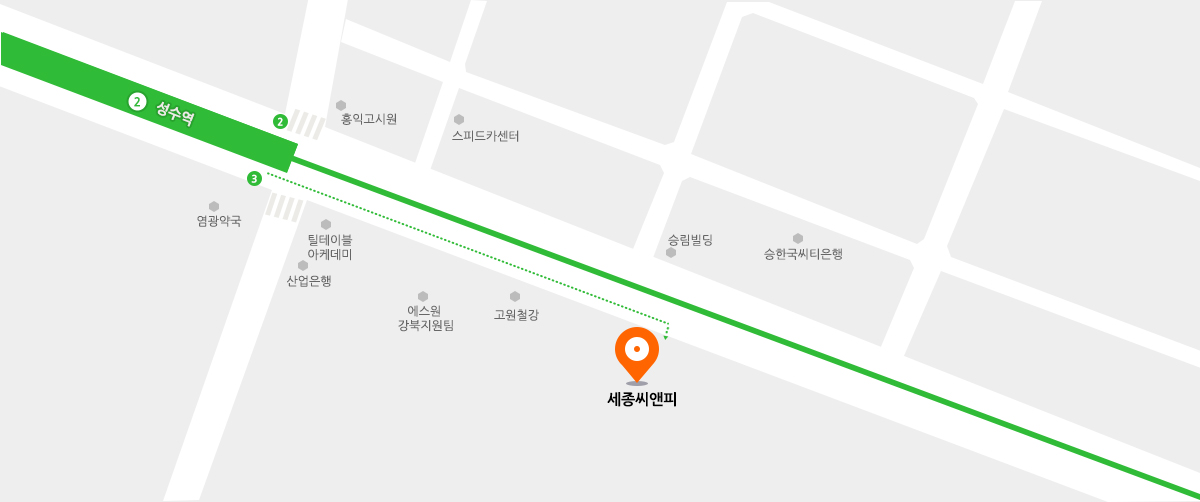 2 성수역
2
홍익고시원
스피드카센터
3
염광약국
틸테이블
아케데미
산업은행
승림빌딩
승한국씨티은행
에스원
강북지원팀
고원철강
세종씨앤피